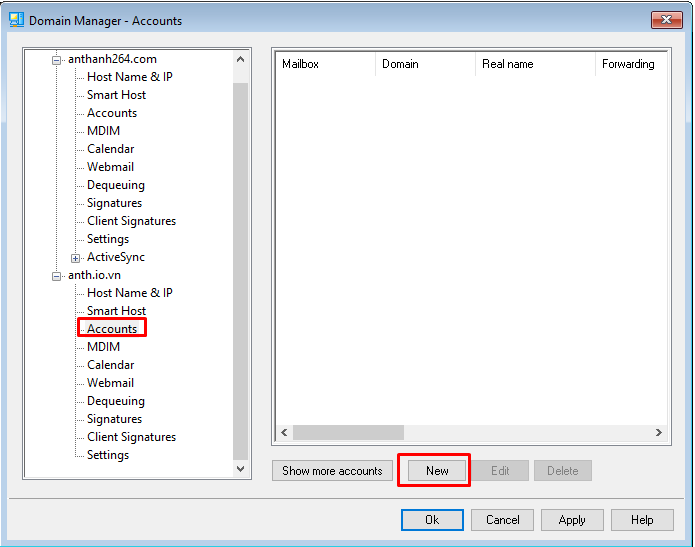 Domain Manager - Accounts
anthanh264.com
Host Name & IP
Smart Host
Accounts
MDIM
Calendar
Webmail
Dequeuing
Signatures
Client Signatures
Settings
ActiveSync
anth.io.vn
Host Name & IP
Smart Host
Accounts
MDIM
Calendar
Webmail
Dequeuing
Signatures
Client Signatures
Settings
Mailbox Domain Real name Forwarding
Show more accounts New Edit Delete
Ok Cancel Apply Help